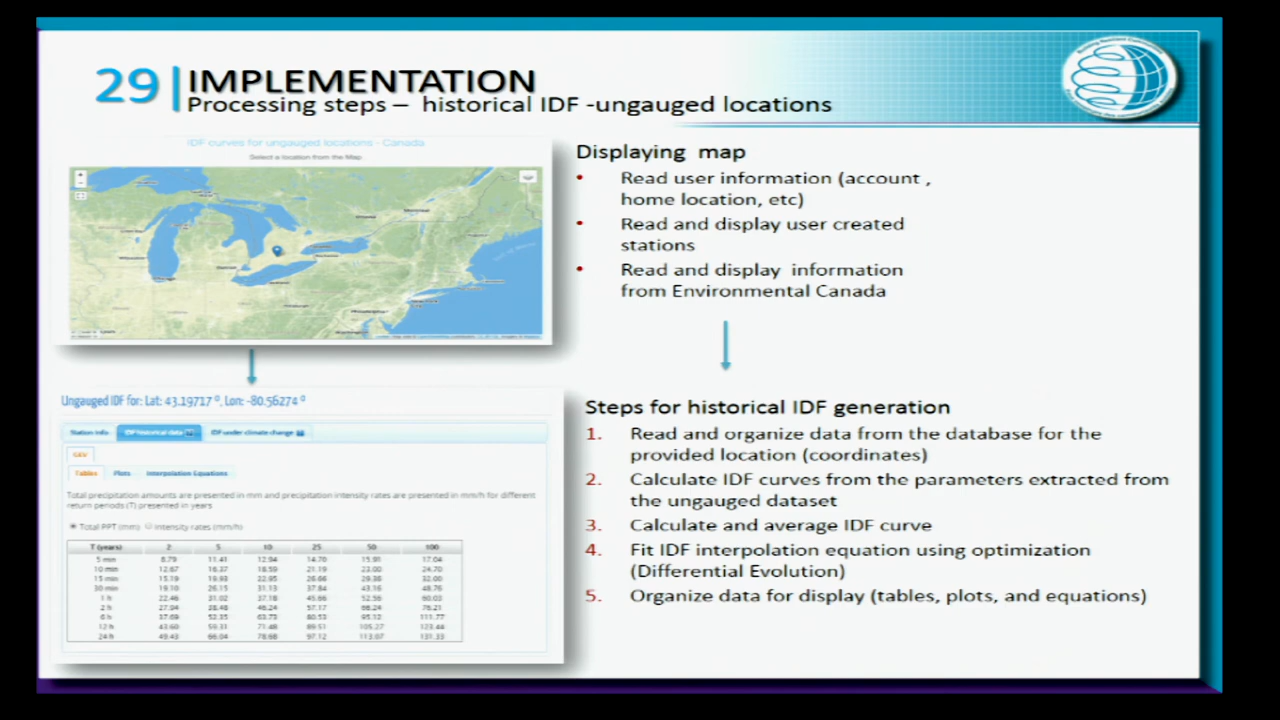 29
IMPLEMENTATION
Processing steps – historical IDF -ungauged locations
IDF curves for ungauged locations - Canada
Select a location from the Map
Displaying map
• Read user information (account ,
home location, etc)
• Read and display user created
stations
• Read and display information
from Environmental Canada
Ungauged IDF for: Lat: 43.19717 º, Lon: -80.56274 º
Station Info IDF historical data IDF under climate change
GEV
Tables Plots Interpolation Equations
Total precipitation amounts are presented in mm and precipitation intensity rates are presented in mm/h for different
return periods (T) presented in years
Total PPT (mm) Intensity rates (mm/h)
T (years) 2 5 10 25 50 100
5 min 8.79 11.41 12.94 14.70 15.91 17.04
10 min 12.67 16.37 18.59 21.19 23.00 24.70
15 min 15.19 19.93 22.95 26.66 29.38 32.00
30 min 19.10 26.15 31.13 37.84 43.16 48.76
1 h 22.46 31.02 37.18 45.66 52.56 60.03
2 h 27.94 38.48 46.24 57.17 66.24 76.21
6 h 37.69 52.35 63.73 80.53 95.12 111.77
12 h 43.60 59.31 71.48 89.51 105.27 123.44
24 h 49.43 66.04 78.68 97.12 113.07 131.33
Steps for historical IDF generation
1. Read and organize data from the database for the
provided location (coordinates)
2. Calculate IDF curves from the parameters extracted from
the ungauged dataset
3. Calculate and average IDF curve
4. Fit IDF interpolation equation using optimization
(Differential Evolution)
5. Organize data for display (tables, plots, and equations)